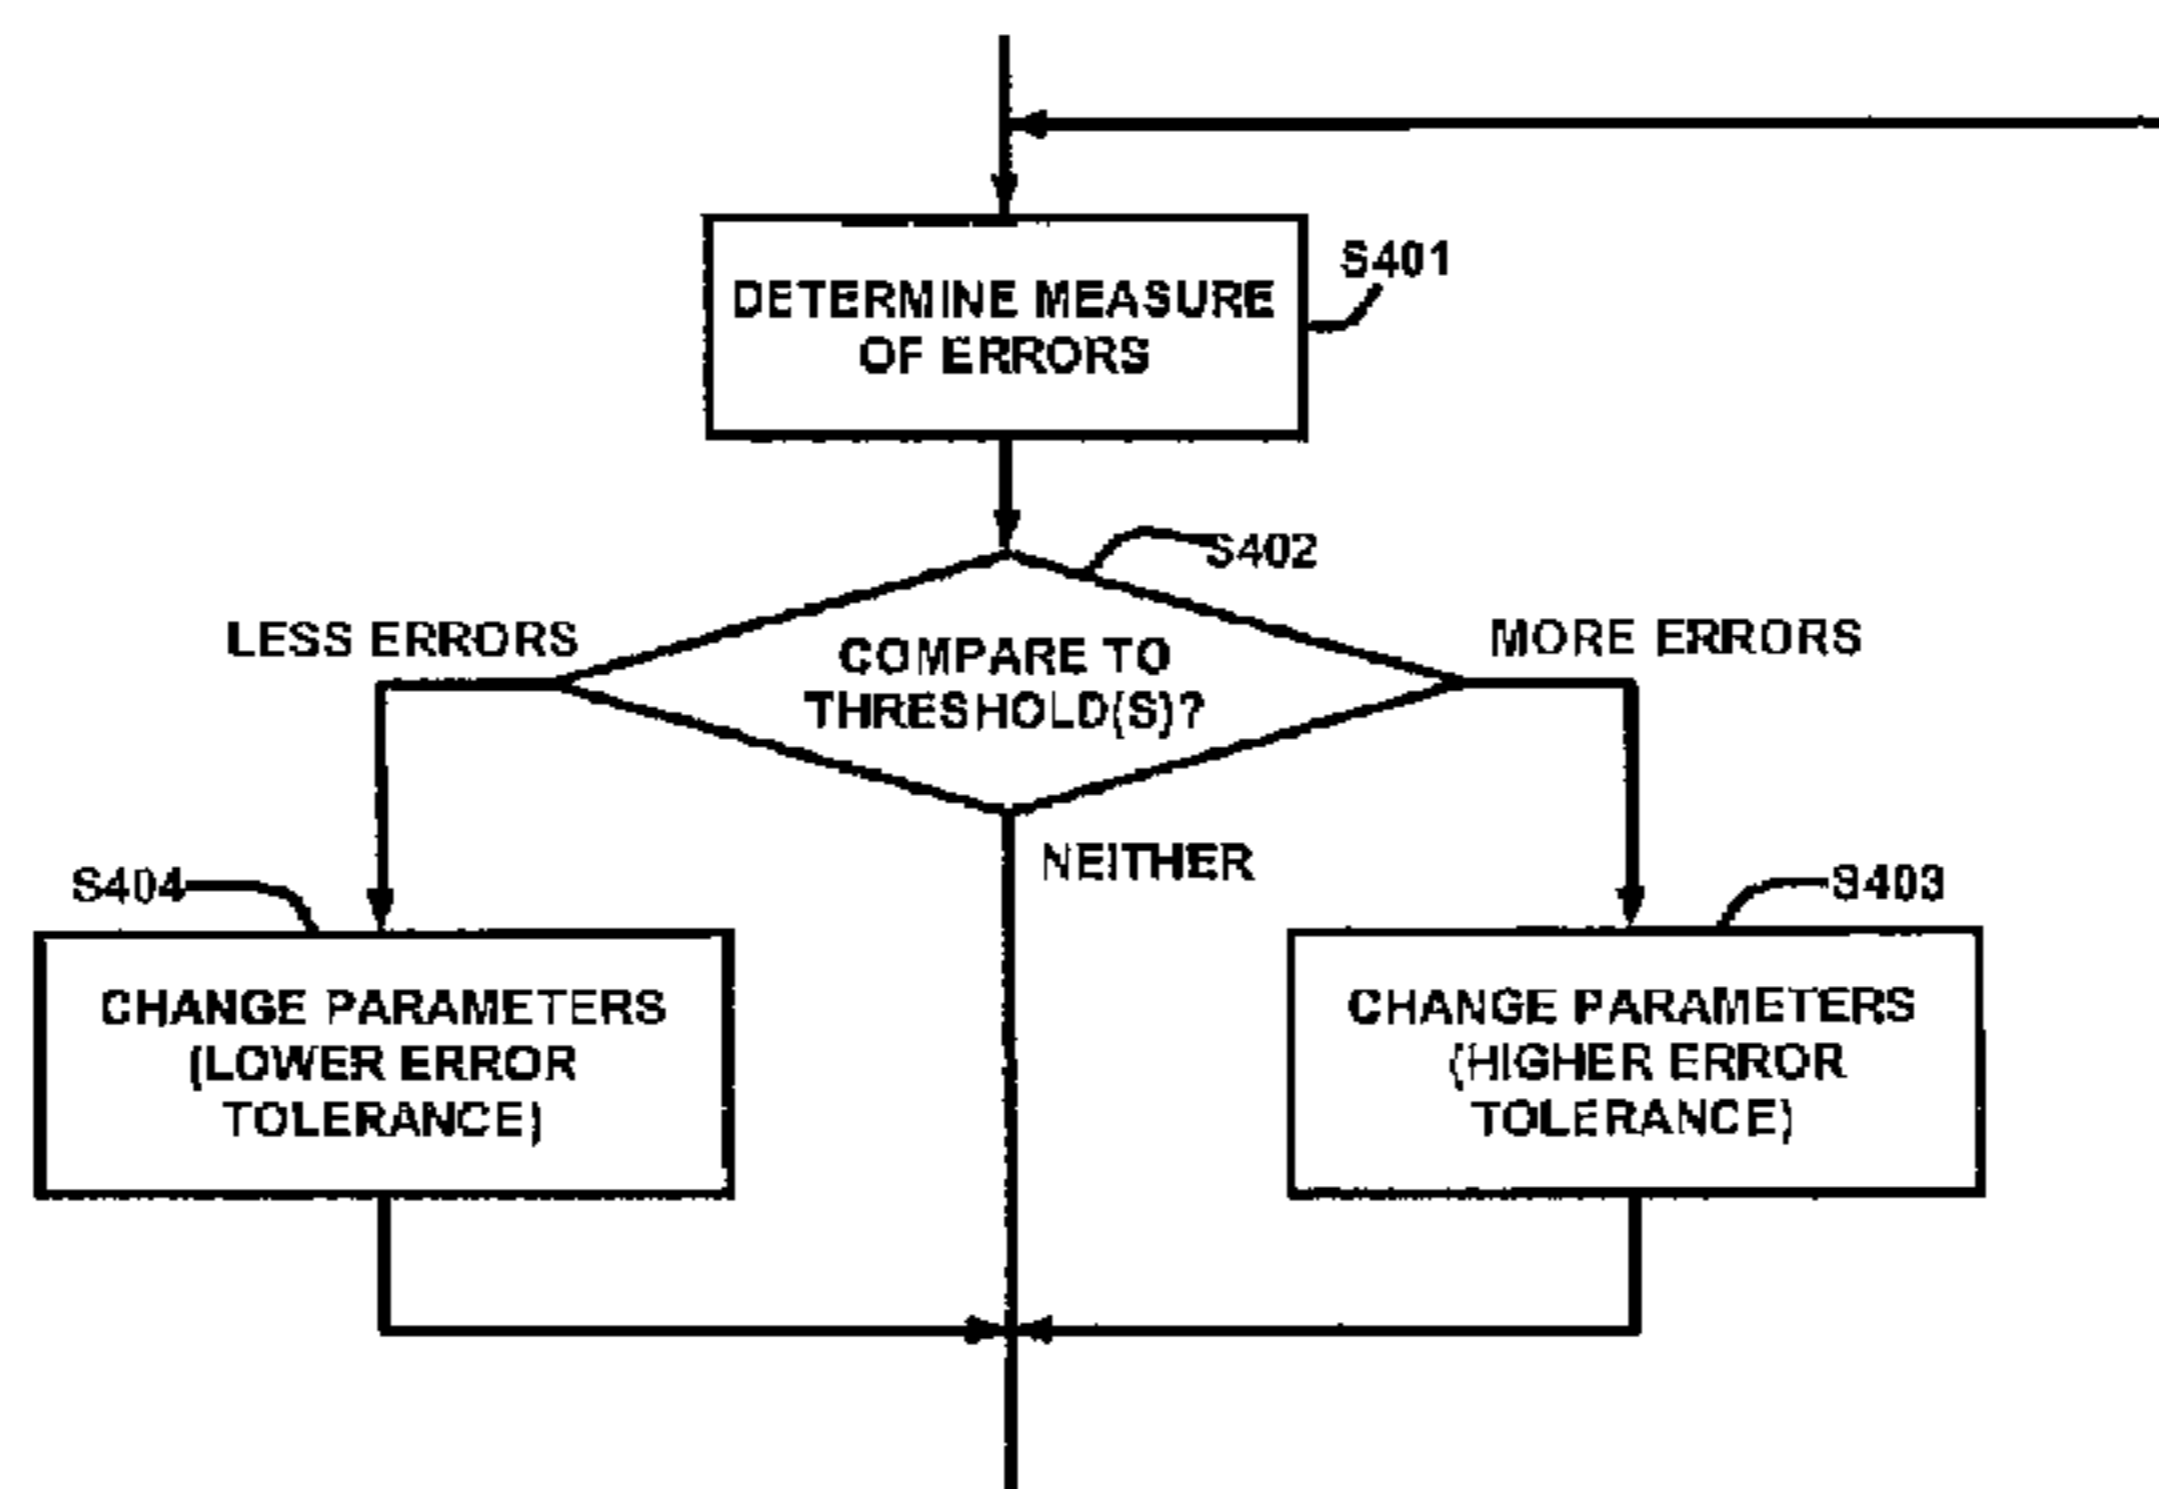 DETERMINE MEASURE
OF ERRORS
S401
S402
LESS ERRORS
COMPARE TO
THRESHOLD(S)?
MORE ERRORS
NEITHER
S404
S403
CHANGE PARAMETERS
(LOWER ERROR
TOLERANCE)
CHANGE PARAMETERS
(HIGHER ERROR
TOLERANCE)